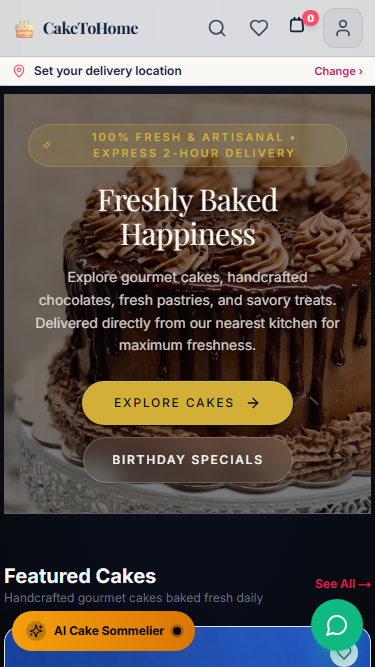 CakeToHome
0
Set your delivery location
Change ›
100% FRESH & ARTISANAL •
EXPRESS 2-HOUR DELIVERY
Freshly Baked
Happiness
Explore gourmet cakes, handcrafted
chocolates, fresh pastries, and savory treats.
Delivered directly from our nearest kitchen for
maximum freshness.
EXPLORE CAKES →
BIRTHDAY SPECIALS
Featured Cakes
See All →
Handcrafted gourmet cakes baked fresh daily
AI Cake Sommelier